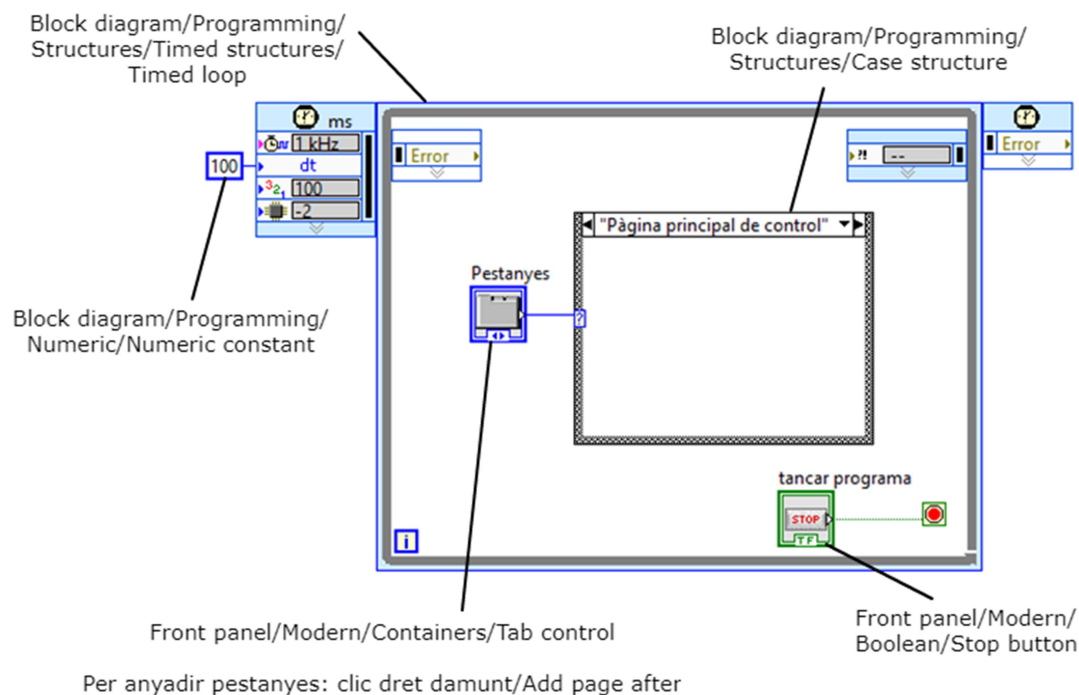 Block diagram/Programming/
Structures/Timed structures/
Timed loop
Block diagram/Programming/
Structures/Case structure
ms
1 kHz
dt
100
-2
100
Error
?!
--
Error
"Pàgina principal de control"
Pestanyes
?
Block diagram/Programming/
Numeric/Numeric constant
tancar programa
STOP
TF
i
Front panel/Modern/Containers/Tab control
Front panel/Modern/
Boolean/Stop button
Per anyadir pestanyes: clic dret damunt/Add page after